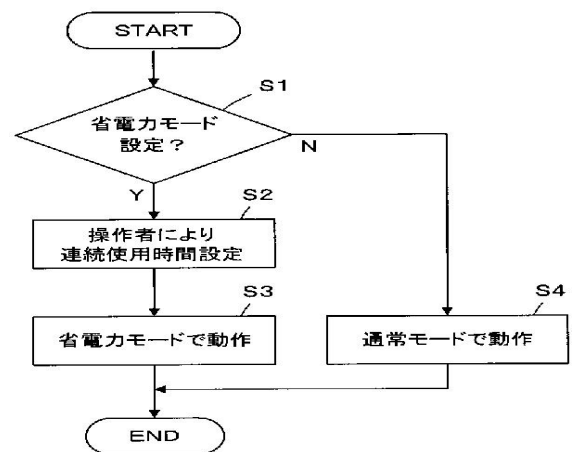 START
S1
省電力モード
設定？
N
Y
S2
操作者により
連続使用時間設定
S3
省電力モードで動作
S4
通常モードで動作
END